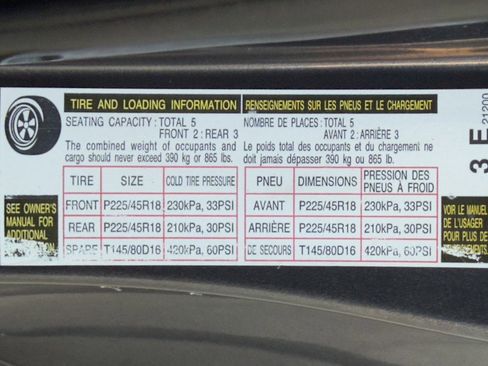 TIRE AND LOADING INFORMATION
SEATING CAPACITY: TOTAL 5
FRONT 2 : REAR 3
The combined weight of occupants and
cargo should never exceed 390 kg or 865 lbs.
TIRE SIZE COLD TIRE PRESSURE
FRONT P225/45R18 230kPa, 33PSI
REAR P225/45R18 210kPa, 30PSI
SPARE T145/80D16 420kPa, 60PSI
SEE OWNER'S
MANUAL FOR
ADDITIONAL
INFORMATION
RENSEIGNEMENTS SUR LES PNEUS ET LE CHARGEMENT
NOMBRE DE PLACES: TOTAL 5
AVANT 2 : ARRIÈRE 3
Le poids total des occupants et du chargement ne
doit jamais dépasser 390 kg ou 865 lb.
PNEU DIMENSIONS PRESSION DES
PNEUS À FROID
AVANT P225/45R18 230kPa, 33PSI
ARRIÈRE P225/45R18 210kPa, 30PSI
DE SECOURS T145/80D16 420kPa, 60PSI
VOIR LE MANUEL
DE L'USAGER
POUR PLUS DE
3 E
21200